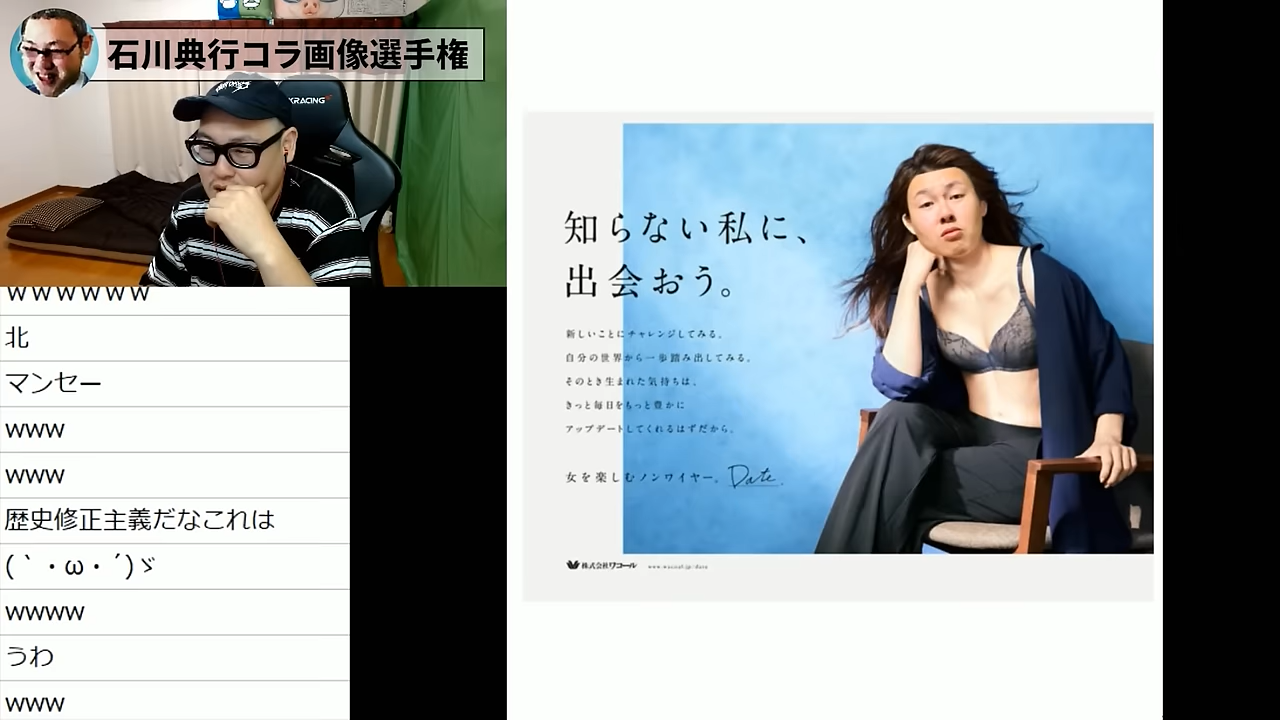 石川典行コラ画像選手権
KRACING
wwwwww
北
マンセー
www
www
歴史修正主義だなこれは
(｀・ω・´)ゞ
wwww
うわ
www
知らない私に、
出会おう。
新しいことにチャレンジしてみる。
自分の世界から一歩踏み出してみる。
そのとき生まれた気持ちは、
きっと毎日をもっと豊かに
アップデートしてくれるはずだから。
女を楽しむノンワイヤー。Date.
株式会社ワコール www.wacoal.jp/date